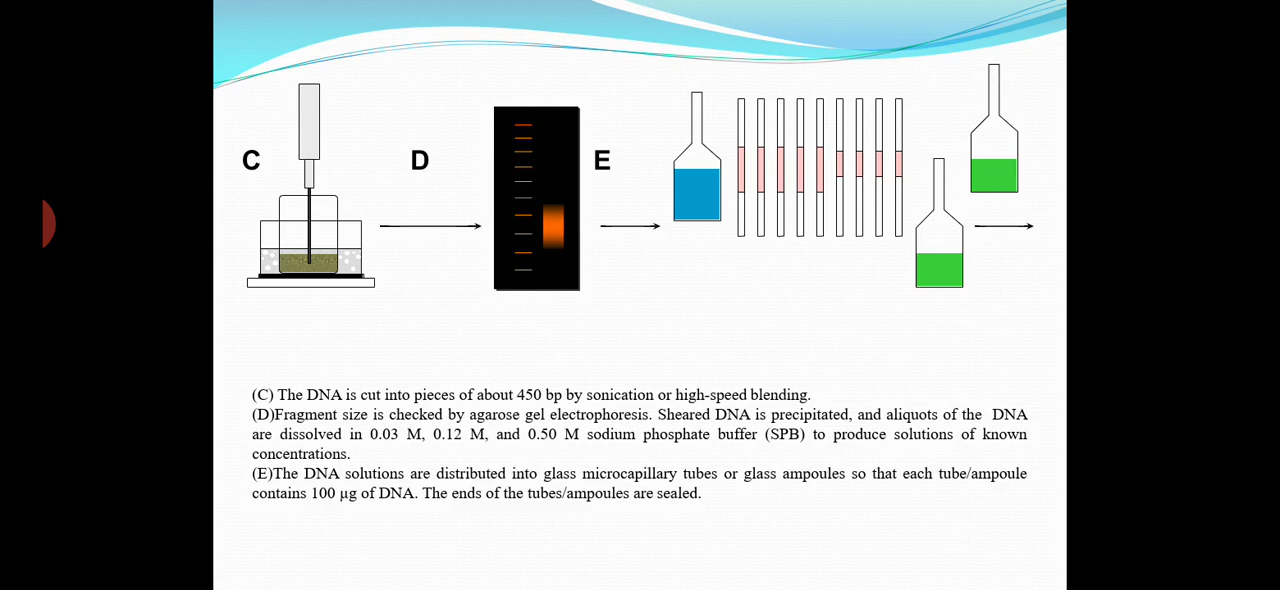 C
D
E
(C) The DNA is cut into pieces of about 450 bp by sonication or high-speed blending.
(D)Fragment size is checked by agarose gel electrophoresis. Sheared DNA is precipitated, and aliquots of the DNA
are dissolved in 0.03 M, 0.12 M, and 0.50 M sodium phosphate buffer (SPB) to produce solutions of known
concentrations.
(E)The DNA solutions are distributed into glass microcapillary tubes or glass ampoules so that each tube/ampoule
contains 100 µg of DNA. The ends of the tubes/ampoules are sealed.